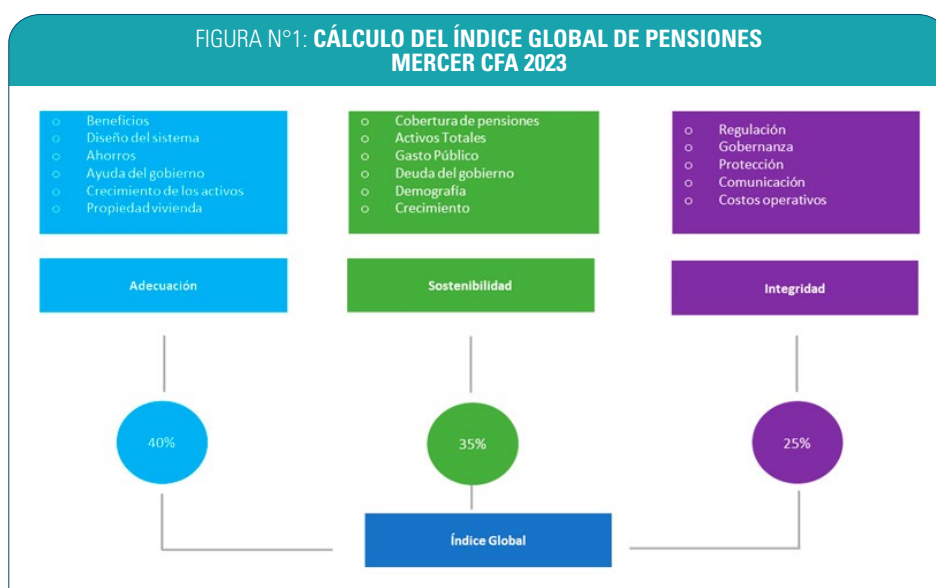 FIGURA N°1: CÁLCULO DEL ÍNDICE GLOBAL DE PENSIONES
MERCER CFA 2023
o Beneficios
o Diseño del sistema
o Ahorros
o Ayuda del gobierno
o Crecimiento de los activos
o Propiedad vivienda
Adecuación
40%
o Cobertura de pensiones
o Activos Totales
o Gasto Público
o Deuda del gobierno
o Demografía
o Crecimiento
Sostenibilidad
35%
o Regulación
o Gobernanza
o Protección
o Comunicación
o Costos operativos
Integridad
25%
Índice Global